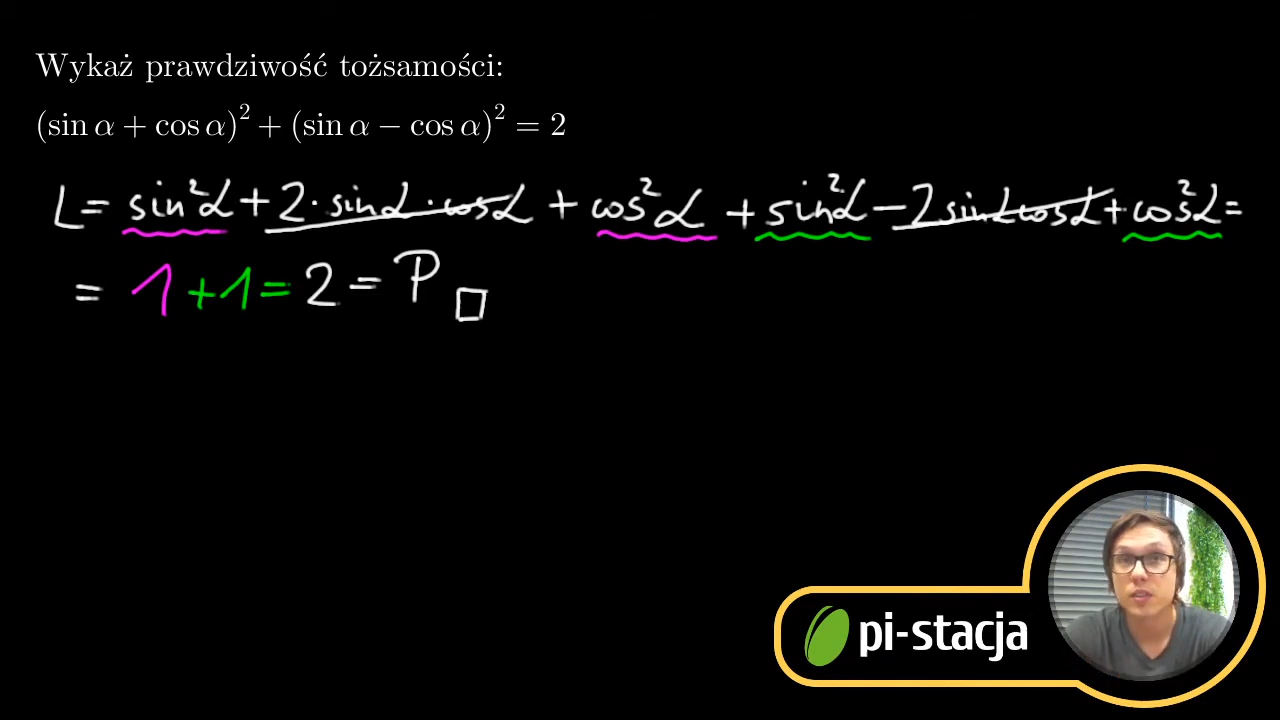 Wykaż prawdziwość tożsamości:
(sin α + cos α)² + (sin α − cos α)² = 2
L = sin²α + 2·sinα·cosα + cos²α + sin²α − 2sinαcosα + cos²α =
= 1 + 1 = 2 = P □
pi-stacja